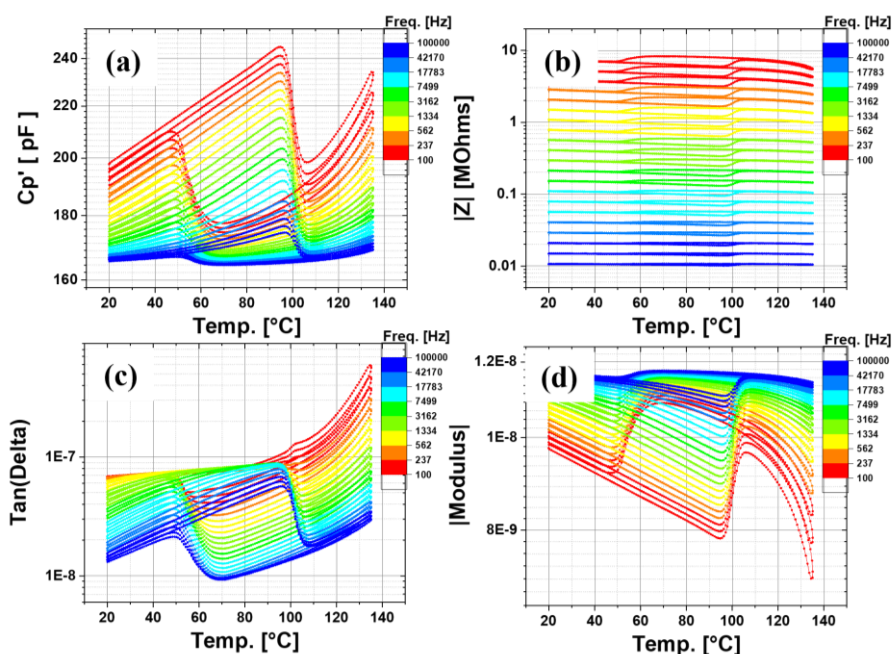 Freq. [Hz]
(a)
Cp' [ pF]
240
220
200
180
160
20 40 60 80 100 120 140
Temp. [°C]
100000
42170
17783
7499
3162
1334
562
237
100
Freq. [Hz]
(b)
|Z| [MOhms]
10
1
0.1
0.01
20 40 60 80 100 120 140
Temp. [°C]
100000
42170
17783
7499
3162
1334
562
237
100
Freq. [Hz]
(c)
Tan(Delta)
1E-7
1E-8
20 40 60 80 100 120 140
Temp. [°C]
100000
42170
17783
7499
3162
1334
562
237
100
Freq. [Hz]
(d)
|Modulus|
1.2E-8
1E-8
8E-9
20 40 60 80 100 120 140
Temp. [°C]
100000
42170
17783
7499
3162
1334
562
237
100